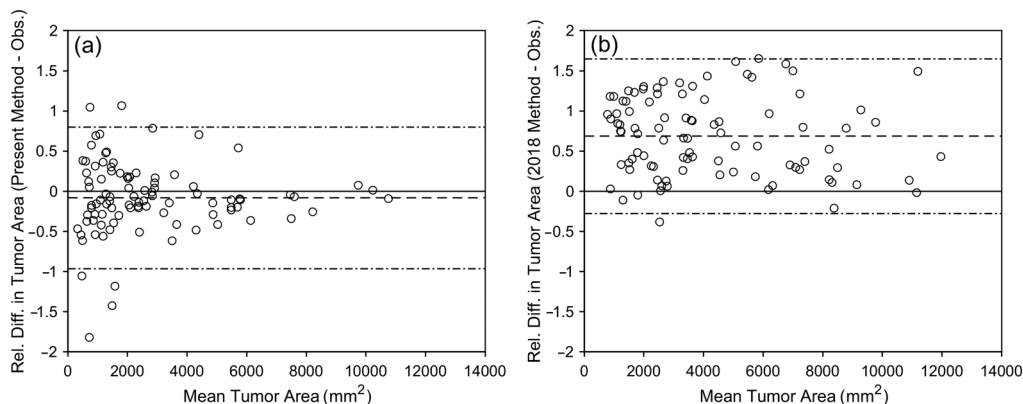 (a)
Rel. Diff. in Tumor Area (Present Method - Obs.)
2
1.5
1
0.5
0
−0.5
−1
−1.5
−2
0 2000 4000 6000 8000 10000 12000 14000
Mean Tumor Area (mm²)
(b)
Rel. Diff. in Tumor Area (2018 Method - Obs.)
2
1.5
1
0.5
0
−0.5
−1
−1.5
−2
0 2000 4000 6000 8000 10000 12000 14000
Mean Tumor Area (mm²)